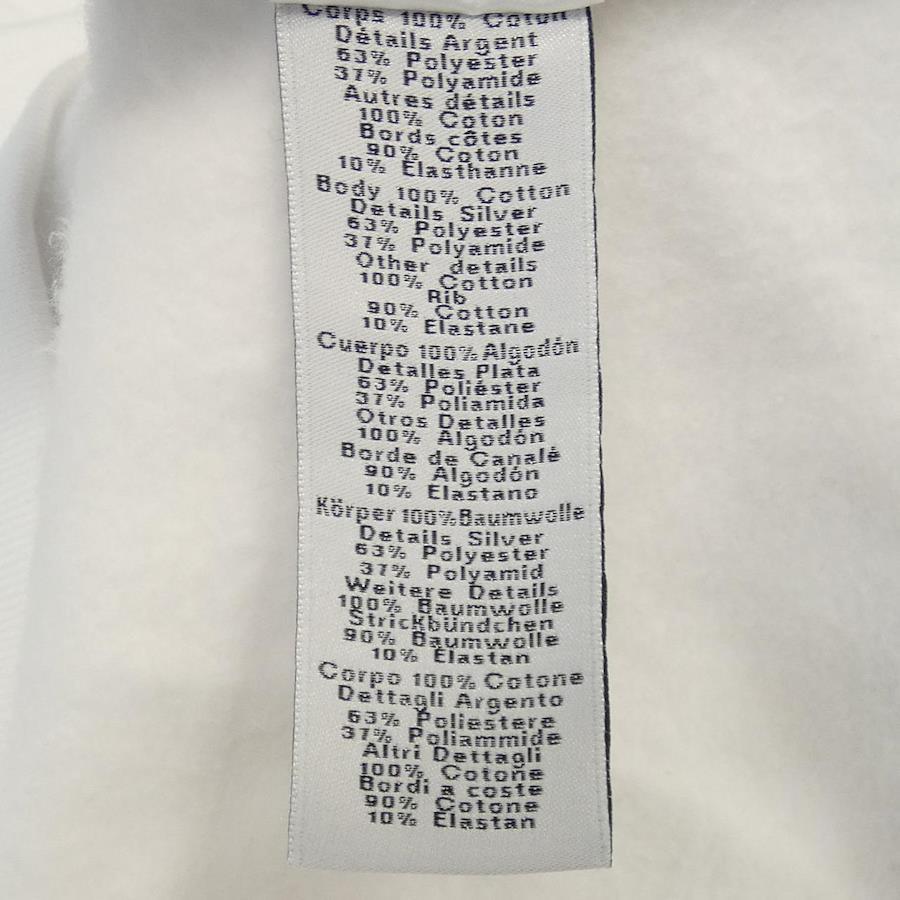 Corps 100% Coton
Détails Argent
63% Polyester
37% Polyamide
Autres détails
100% Coton
Bords côtes
90% Coton
10% Élasthanne
Body 100% Cotton
Details Silver
63% Polyester
37% Polyamide
Other details
100% Cotton
Rib
90% Cotton
10% Elastane
Cuerpo 100% Algodón
Detalles Plata
63% Poliéster
37% Poliamida
Otros Detalles
100% Algodón
Borde de Canalé
90% Algodón
10% Elastano
Körper 100% Baumwolle
Details Silver
63% Polyester
37% Polyamid
Weitere Details
100% Baumwolle
Strickbündchen
90% Baumwolle
10% Elastan
Corpo 100% Cotone
Dettagli Argento
63% Poliestere
37% Poliammide
Altri Dettagli
100% Cotone
Bordi a coste
90% Cotone
10% Elastan